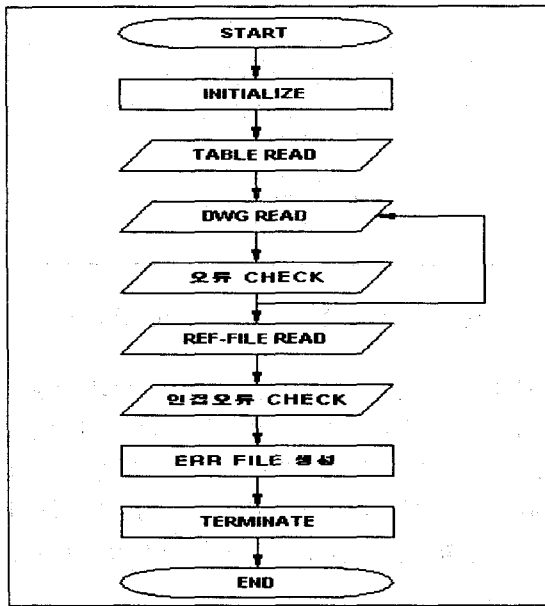 START
INITIALIZE
TABLE READ
DWG READ
오류 CHECK
REF-FILE READ
인접오류 CHECK
ERR FILE 생성
TERMINATE
END